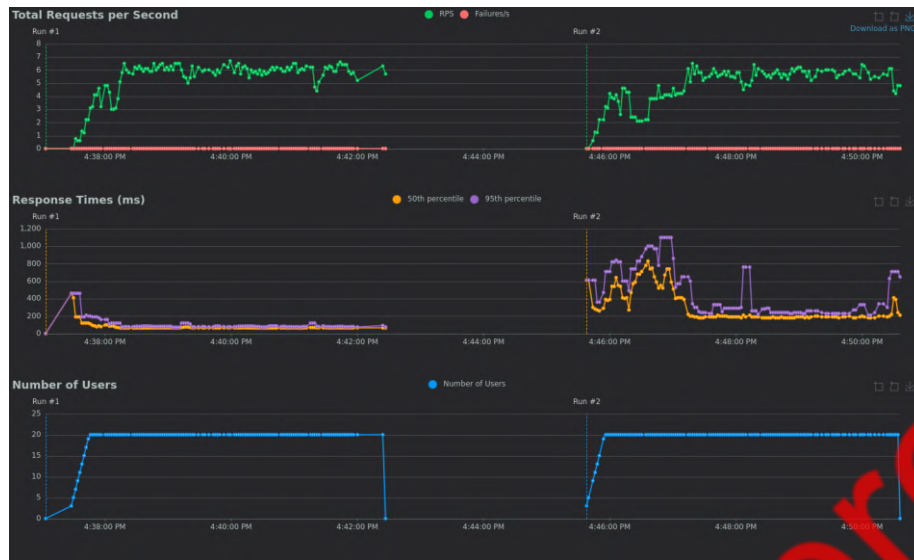 Total Requests per Second
RPS Failures/s
Download as PNG
Run #1 Run #2
8
7
6
5
4
3
2
1
0
4:38:00 PM 4:40:00 PM 4:42:00 PM 4:44:00 PM 4:46:00 PM 4:48:00 PM 4:50:00 PM
Response Times (ms)
50th percentile 95th percentile
Run #1 Run #2
1,200
1,000
800
600
400
200
0
4:38:00 PM 4:40:00 PM 4:42:00 PM 4:44:00 PM 4:46:00 PM 4:48:00 PM 4:50:00 PM
Number of Users
Number of Users
Run #1 Run #2
25
20
15
10
5
0
4:38:00 PM 4:40:00 PM 4:42:00 PM 4:44:00 PM 4:46:00 PM 4:48:00 PM 4:50:00 PM